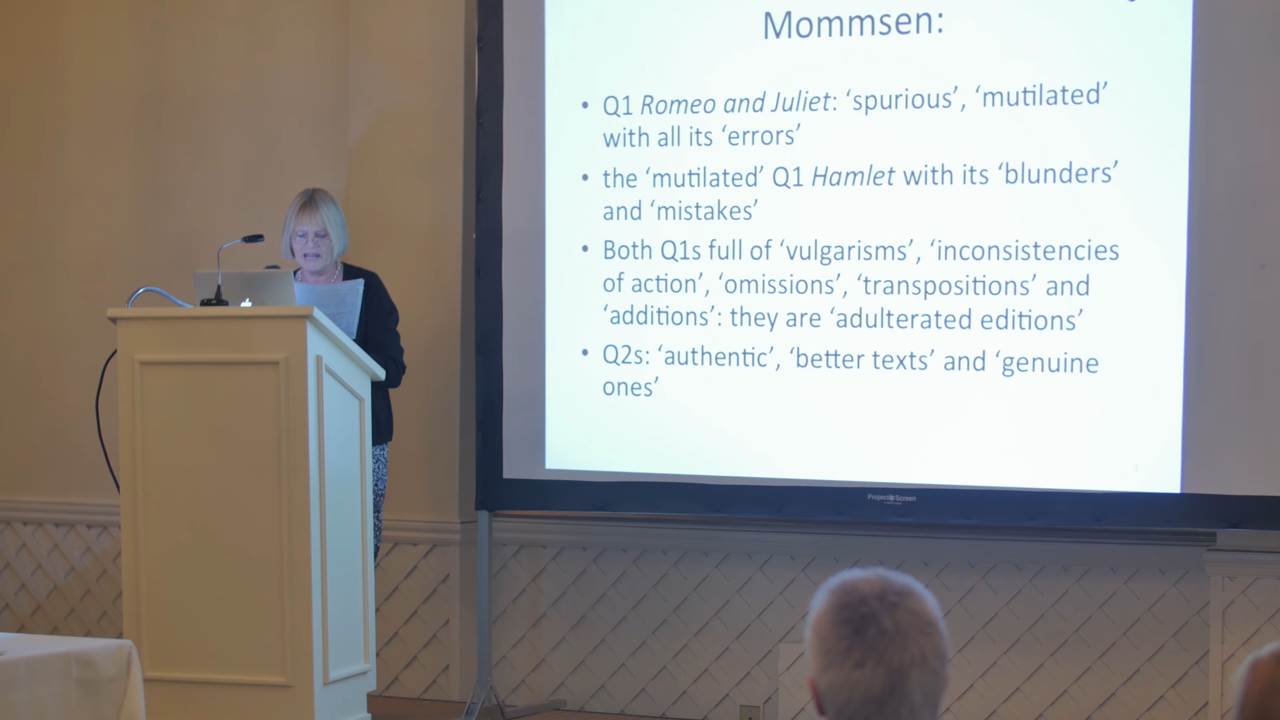 Mommsen:
• Q1 Romeo and Juliet: ‘spurious’, ‘mutilated’
with all its ‘errors’
• the ‘mutilated’ Q1 Hamlet with its ‘blunders’
and ‘mistakes’
• Both Q1s full of ‘vulgarisms’, ‘inconsistencies
of action’, ‘omissions’, ‘transpositions’ and
‘additions’: they are ‘adulterated editions’
• Q2s: ‘authentic’, ‘better texts’ and ‘genuine
ones’
Project Screen